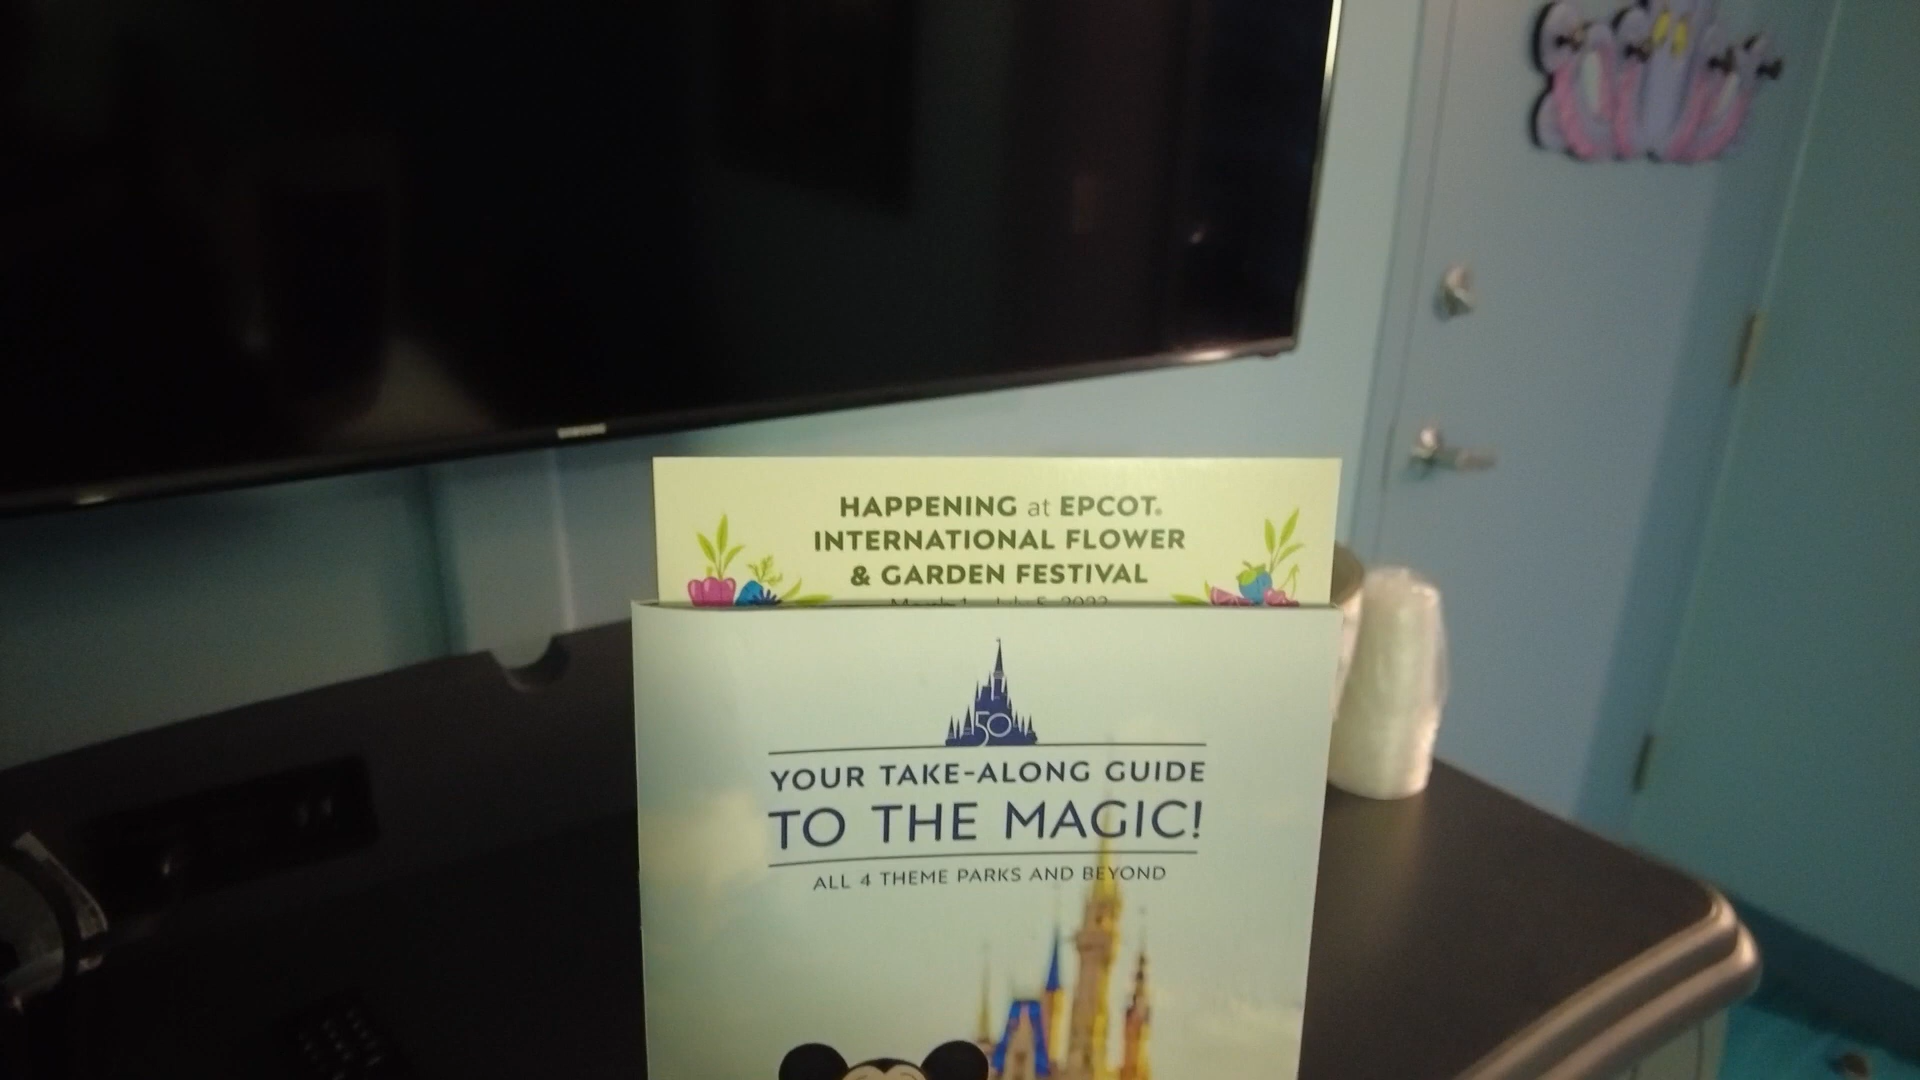 SAMSUNG
HAPPENING at EPCOT®
INTERNATIONAL FLOWER
& GARDEN FESTIVAL
50
YOUR TAKE-ALONG GUIDE
TO THE MAGIC!
ALL 4 THEME PARKS AND BEYOND